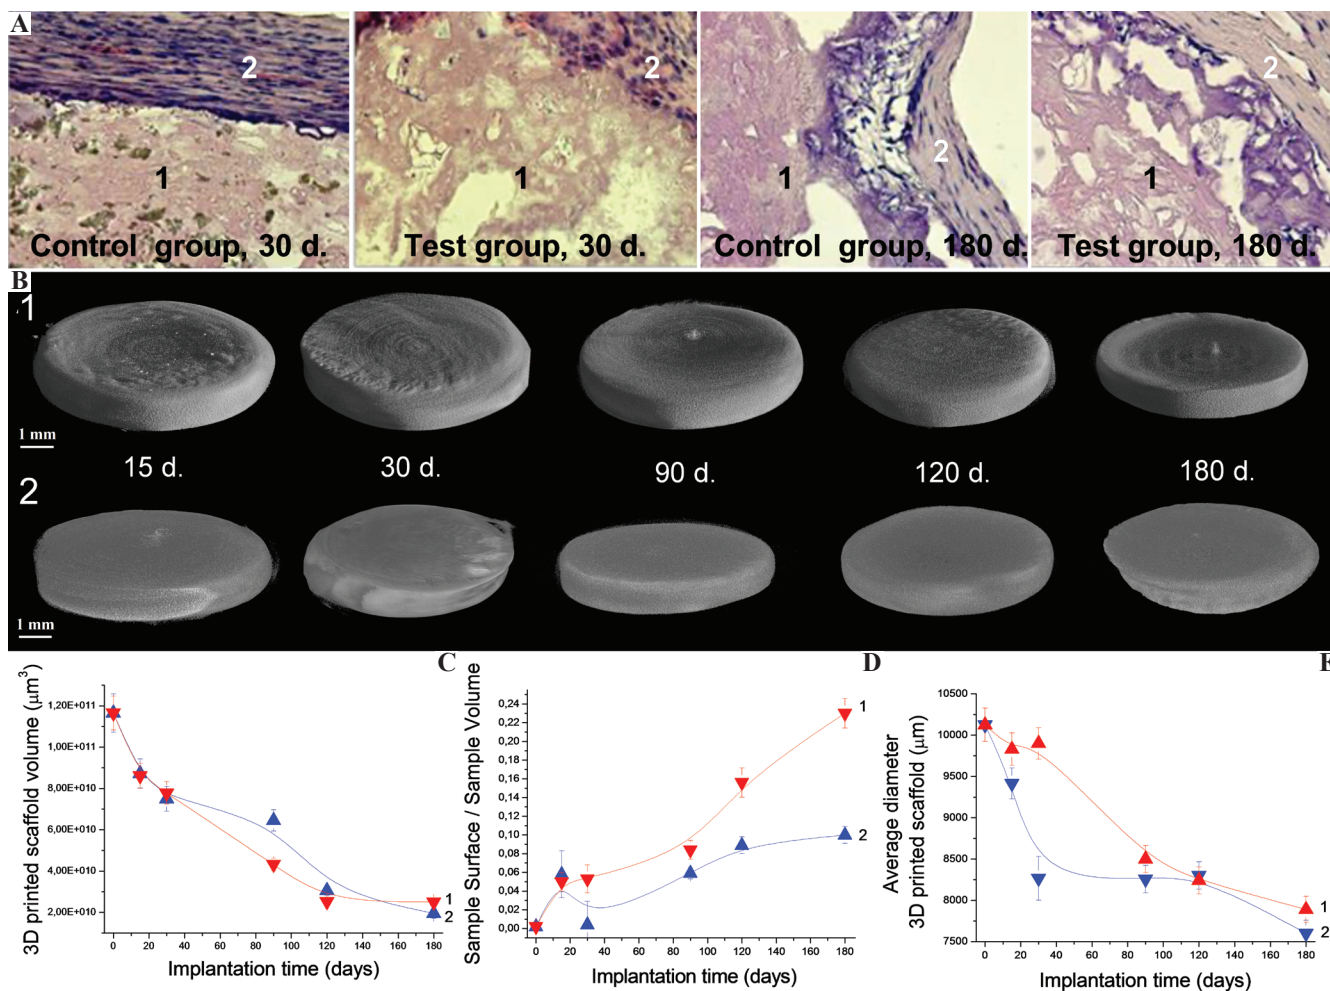 A
2
1
Control group, 30 d.
2
1
Test group, 30 d.
2
1
Control group, 180 d.
2
1
Test group, 180 d.
B
1
1 mm
15 d.
30 d.
90 d.
120 d.
180 d.
2
1 mm
C
3D printed scaffold volume (μm³)
1,20E+011
1,00E+011
8,00E+010
6,00E+010
4,00E+010
2,00E+010
1
2
0 20 40 60 80 100 120 140 160 180
Implantation time (days)
D
Sample Surface / Sample Volume
0,24
0,22
0,20
0,18
0,16
0,14
0,12
0,10
0,08
0,06
0,04
0,02
0,00
1
2
0 20 40 60 80 100 120 140 160 180
Implantation time (days)
E
Average diameter
3D printed scaffold (μm)
10500
10000
9500
9000
8500
8000
7500
1
2
0 20 40 60 80 100 120 140 160 180
Implantation time (days)